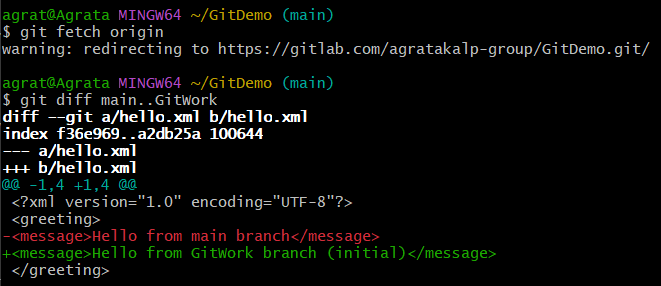 agrat@Agrata MINGW64 ~/GitDemo (main)
$ git fetch origin
warning: redirecting to https://gitlab.com/agratakalp-group/GitDemo.git/
agrat@Agrata MINGW64 ~/GitDemo (main)
$ git diff main..GitWork
diff --git a/hello.xml b/hello.xml
index f36e969..a2db25a 100644
--- a/hello.xml
+++ b/hello.xml
@@ -1,4 +1,4 @@
 <?xml version="1.0" encoding="UTF-8"?>
 <greeting>
-<message>Hello from main branch</message>
+<message>Hello from GitWork branch (initial)</message>
 </greeting>